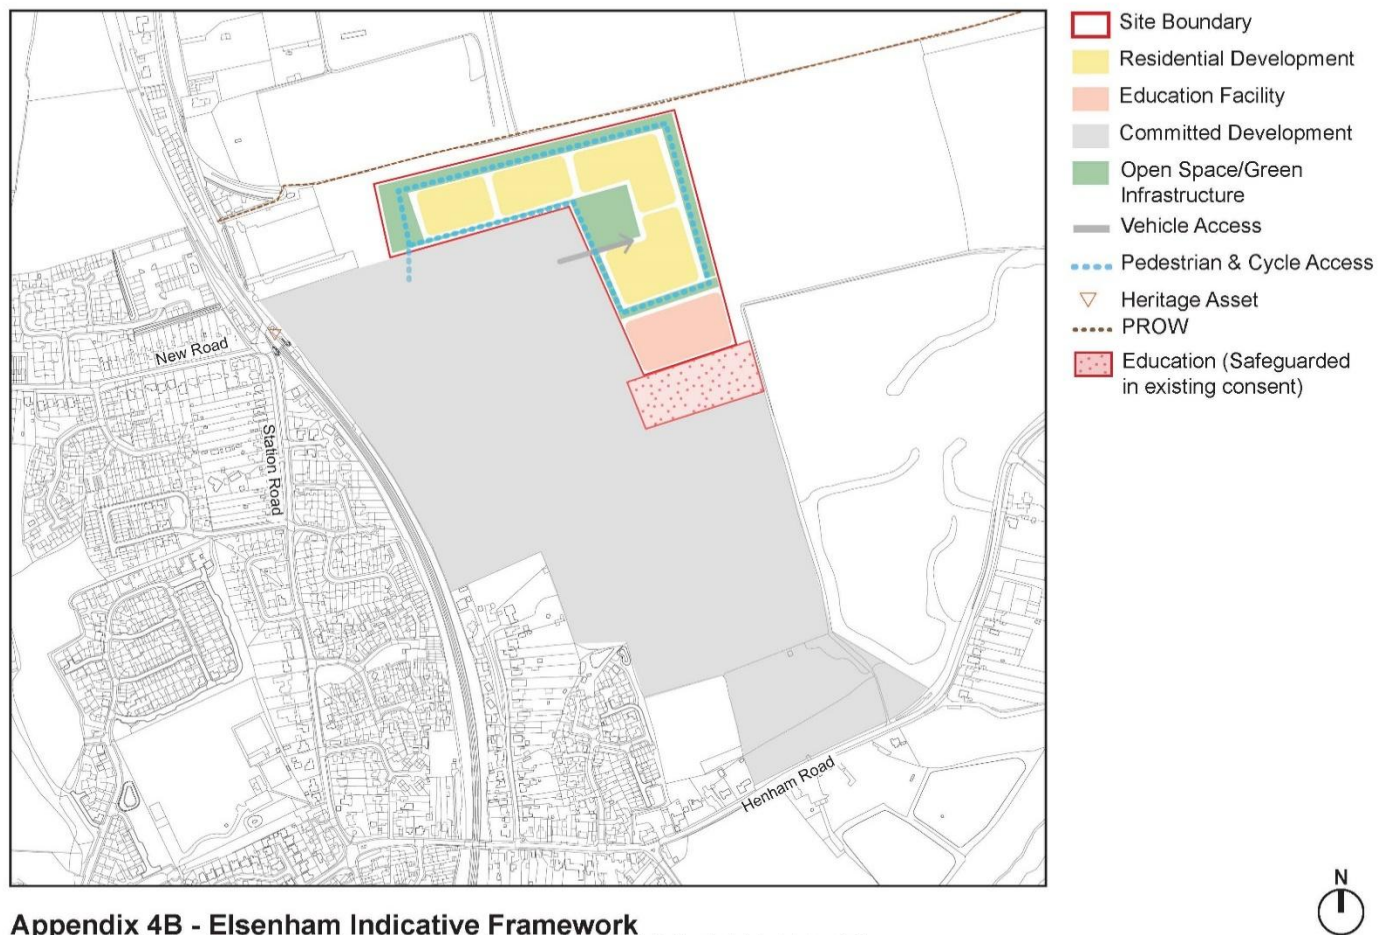 Site Boundary
Residential Development
Education Facility
Committed Development
Open Space/Green
Infrastructure
Vehicle Access
Pedestrian & Cycle Access
Heritage Asset
PROW
Education (Safeguarded
in existing consent)
New Road
Station Road
Henham Road
N
Appendix 4B - Elsenham Indicative Framework